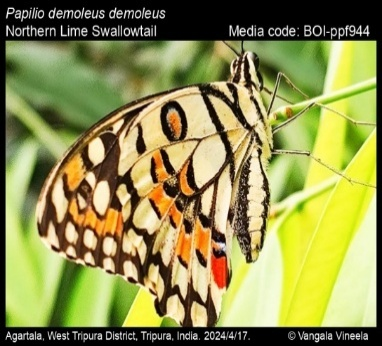 Papilio demoleus demoleus
Northern Lime Swallowtail Media code: BOI-ppf944
Agartala, West Tripura District, Tripura, India. 2024/4/17. © Vangala Vineela